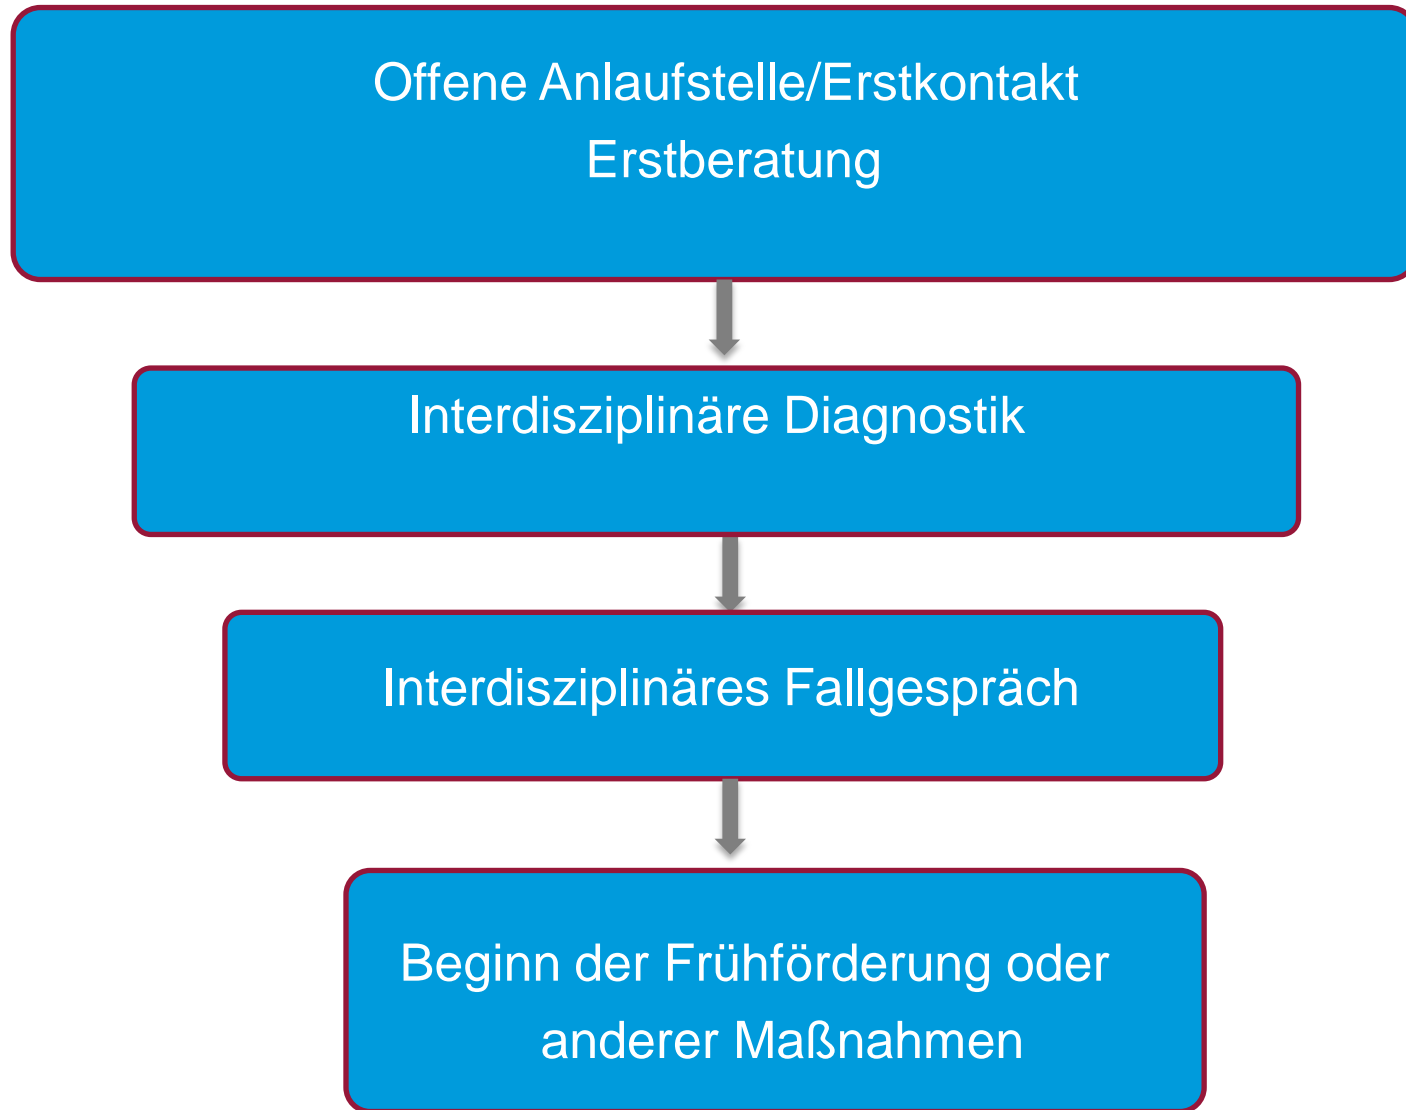 Offene Anlaufstelle/Erstkontakt
Erstberatung
Interdisziplinäre Diagnostik
Interdisziplinäres Fallgespräch
Beginn der Frühförderung oder
anderer Maßnahmen